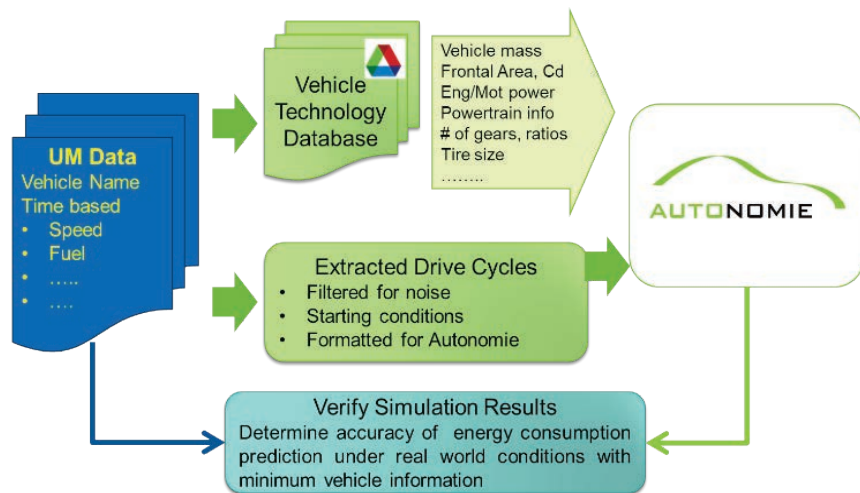 UM Data
Vehicle Name
Time based
• Speed
• Fuel
• …..
• ….
Vehicle
Technology
Database
Vehicle mass
Frontal Area, Cd
Eng/Mot power
Powertrain info
# of gears, ratios
Tire size
……..
AUTONOMIE
Extracted Drive Cycles
• Filtered for noise
• Starting conditions
• Formatted for Autonomie
Verify Simulation Results
Determine accuracy of energy consumption
prediction under real world conditions with
minimum vehicle information